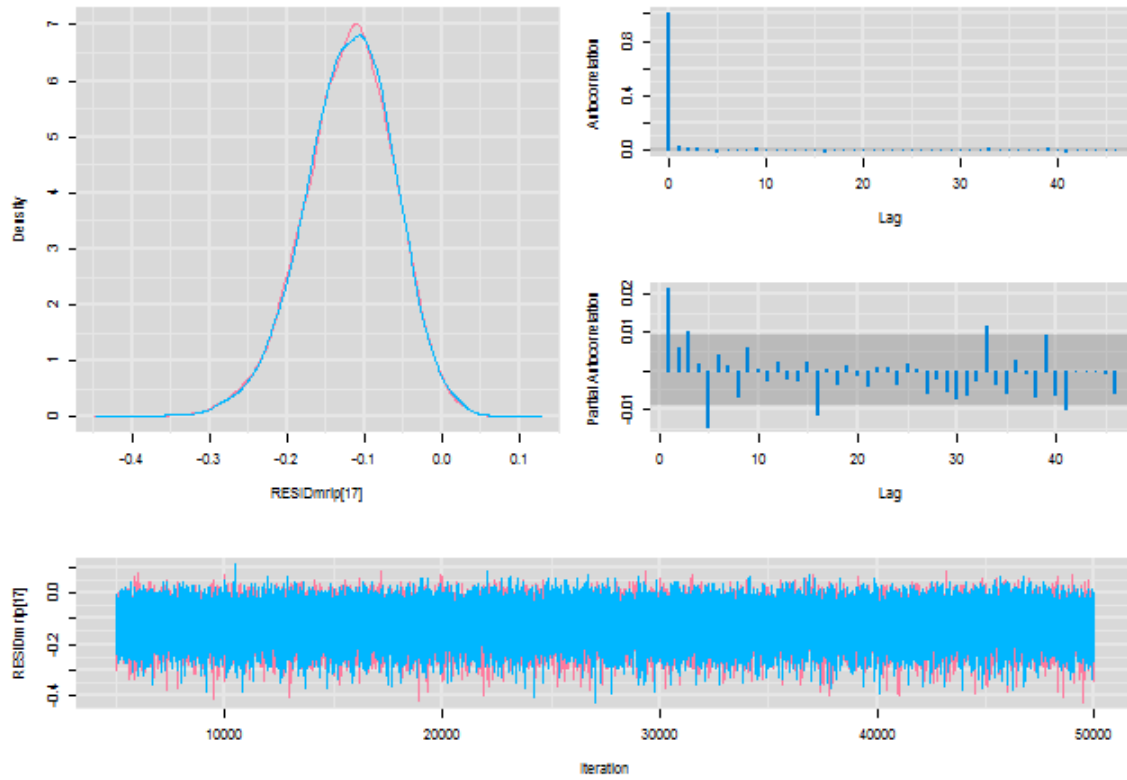 7
6
5
4
3
2
1
0
Density
-0.4 -0.3 -0.2 -0.1 0.0 0.1
RESIDmrip[17]
0.8
0.4
0.0
Autocorrelation
0 10 20 30 40
Lag
0.02
0.01
-0.01
Partial Autocorrelation
0 10 20 30 40
Lag
0.0
-0.2
-0.4
RESIDmrip[17]
10000 20000 30000 40000 50000
Iteration